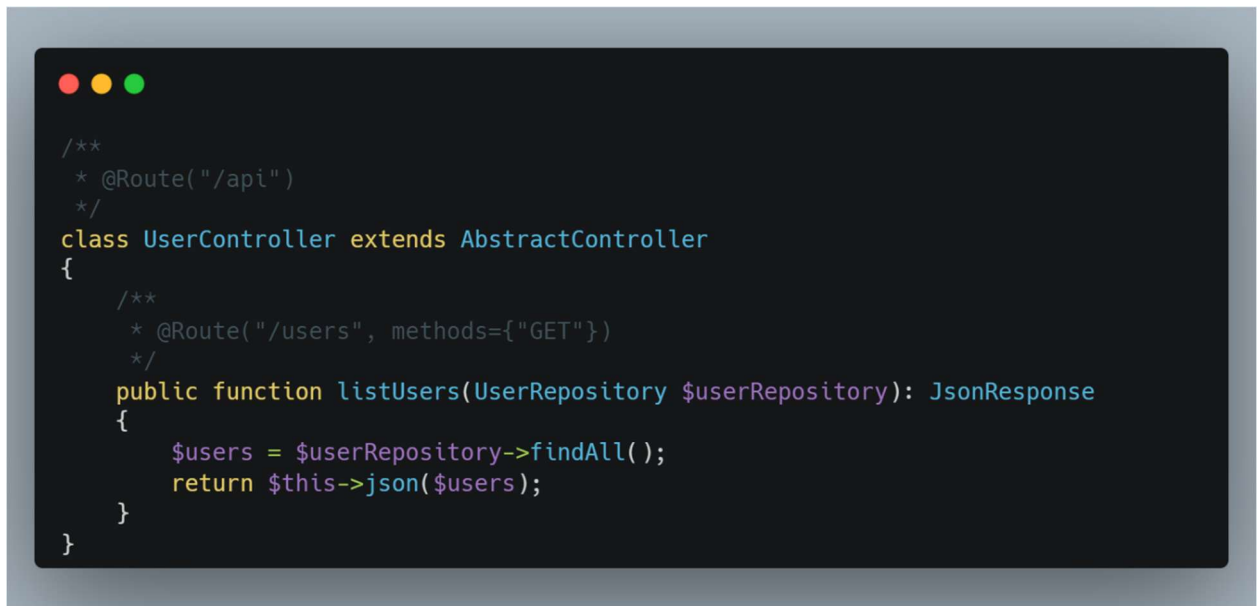 /**
 * @Route("/api")
 */
class UserController extends AbstractController
{
    /**
     * @Route("/users", methods={"GET"})
     */
    public function listUsers(UserRepository $userRepository): JsonResponse
    {
        $users = $userRepository->findAll();
        return $this->json($users);
    }
}